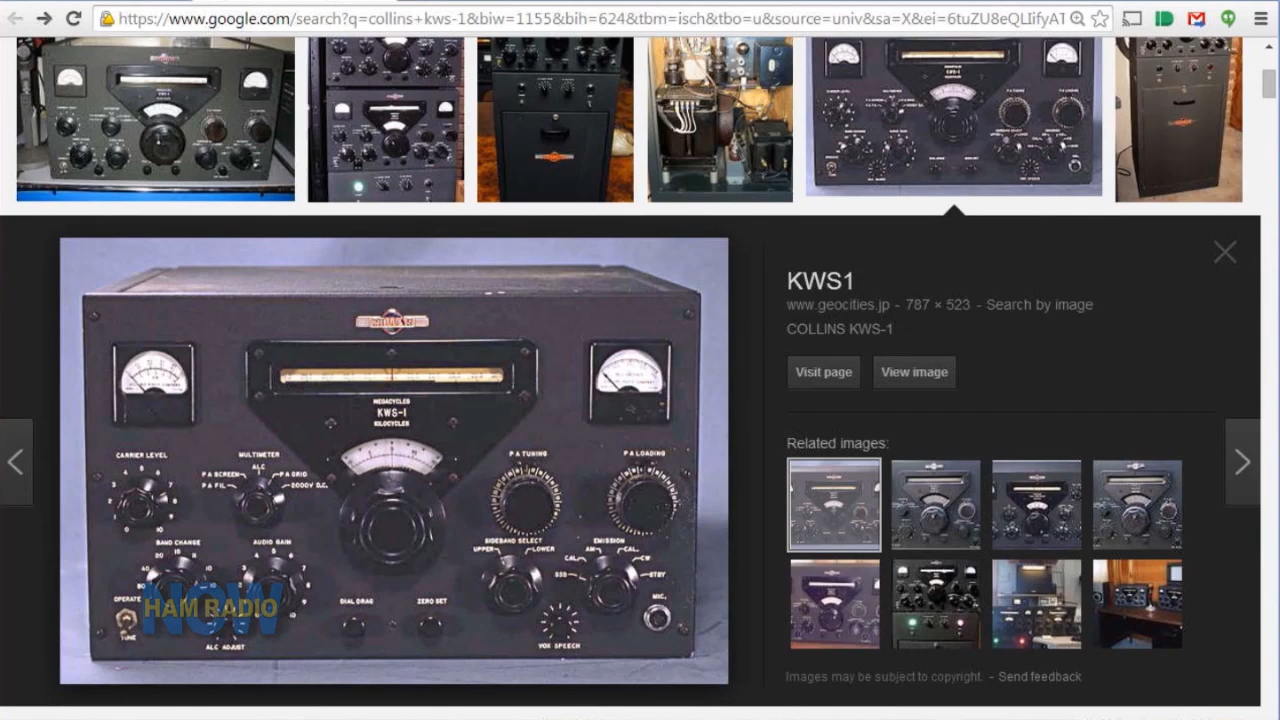 https://www.google.com/search?q=collins+kws-1&biw=1155&bih=624&tbm=isch&tbo=u&source=univ&sa=X&ei=6tuZU8eQLIifyAT
KWS-1
KWS1
www.geocities.jp - 787 × 523 - Search by image
COLLINS KWS-1
Visit page
View image
MEGACYCLES
KWS-1
KILOCYCLES
CARRIER LEVEL
MULTIMETER
ALC
P A SCREEN
P A GRID
P A FIL
2000V D.C.
P A TUNING
P A LOADING
Related images:
BAND CHANGE
AUDIO GAIN
SIDEBAND SELECT
UPPER
LOWER
EMISSION
AM
CAL.
CAL.
CW
SSB
STBY
OPERATE
TUNE
HAM RADIO
NOW
DIAL DRAG
ZERO SET
MIC.
ALC ADJUST
VOX SPEECH
Images may be subject to copyright. - Send feedback